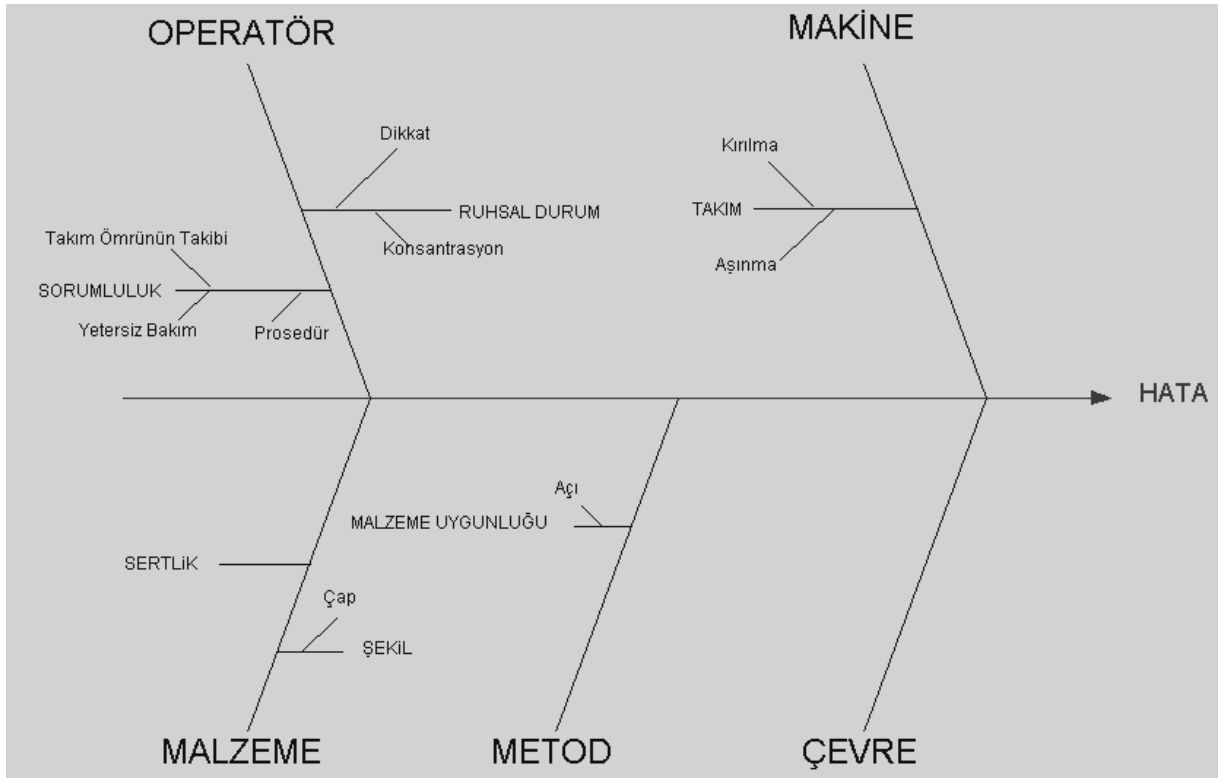 OPERATÖR
MAKİNE
Dikkat
Kırılma
RUHSAL DURUM
TAKIM
Takım Ömrünün Takibi
Konsantrasyon
Aşınma
SORUMLULUK
Yetersiz Bakım
Prosedür
HATA
Açı
MALZEME UYGUNLUĞU
SERTLİK
Çap
ŞEKİL
MALZEME
METOD
ÇEVRE